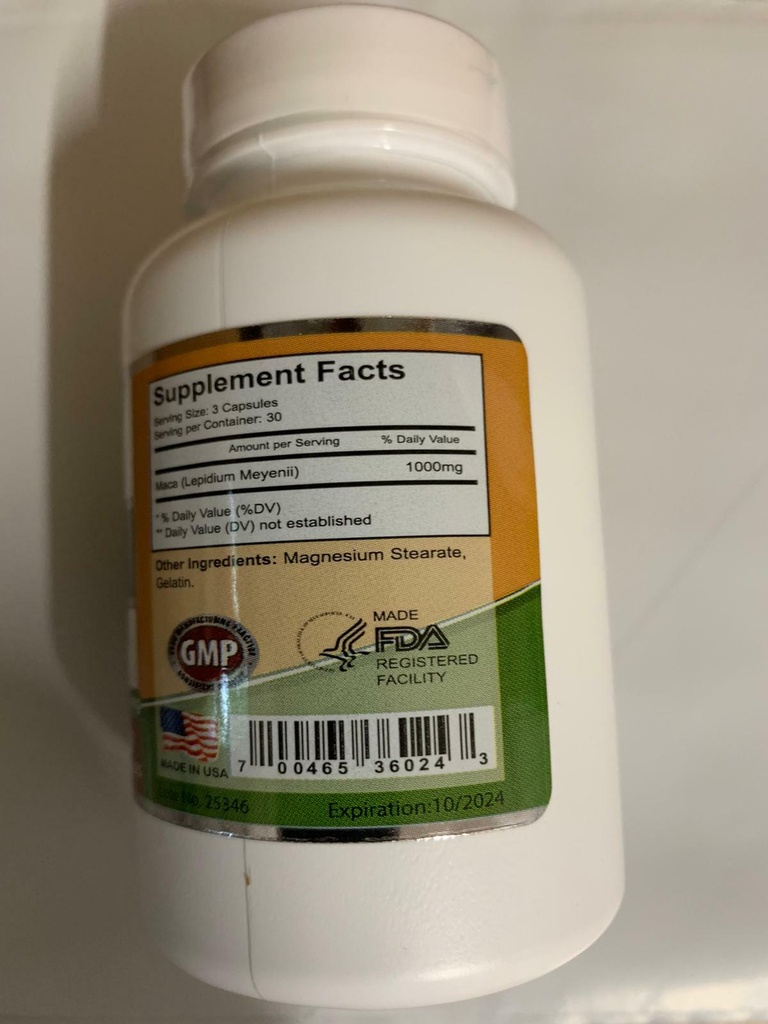 Supplement Facts
Serving Size: 3 Capsules
Serving per Container: 30
Amount per Serving % Daily Value
Maca (Lepidium Meyenii) 1000mg
* % Daily Value (%DV)
** Daily Value (DV) not established
Other Ingredients: Magnesium Stearate,
Gelatin.
GMP
MADE
FDA
REGISTERED
FACILITY
MADE IN USA
7 00465 36024 3
No 25346
Expiration:10/2024